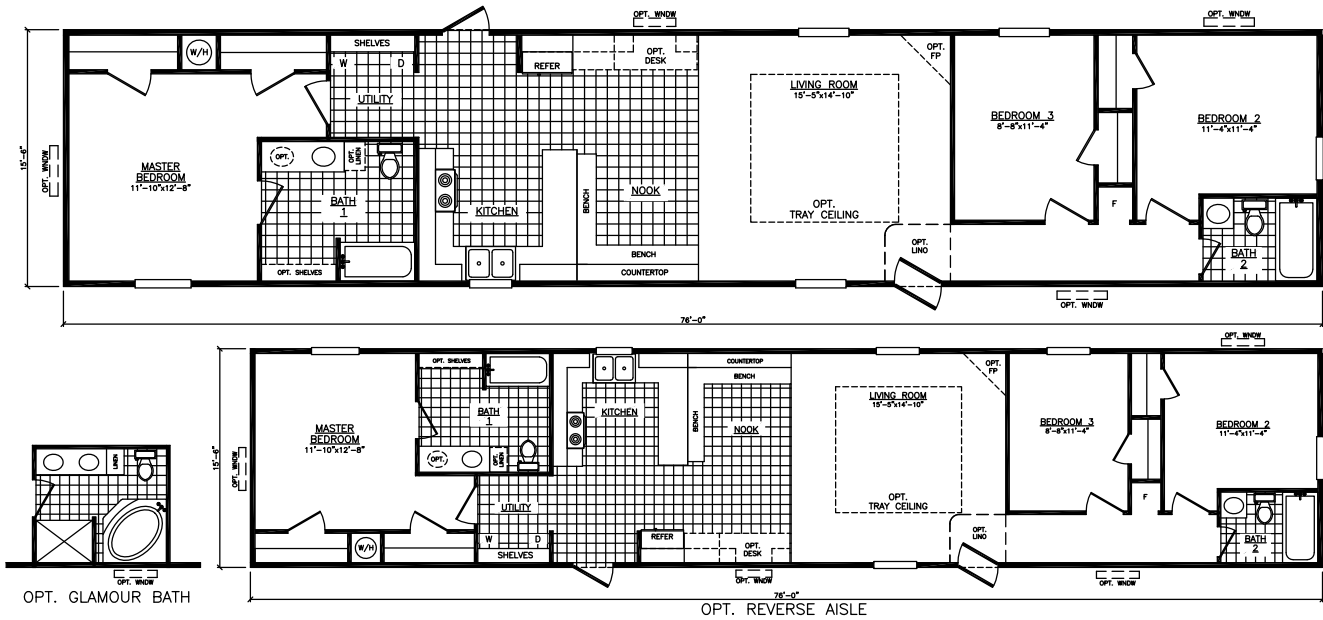 OPT. WNDW
OPT. WNDW
SHELVES
W/H
W
D
REFER
OPT.
DESK
OPT.
FP
UTILITY
LIVING ROOM
15'-5"x14'-10"
BEDROOM 3
8'-8"x11'-4"
BEDROOM 2
11'-4"x11'-4"
15'-6"
OPT. WNDW
MASTER
BEDROOM
11'-10"x12'-8"
OPT.
OPT.
LINEN
BATH
1
KITCHEN
BENCH
NOOK
OPT.
TRAY CEILING
F
OPT.
LINO
BATH
2
OPT. SHELVES
BENCH
COUNTERTOP
OPT. WNDW
76'-0"
OPT. WNDW
OPT. SHELVES
COUNTERTOP
BENCH
OPT.
FP
LIVING ROOM
15'-5"x14'-10"
MASTER
BEDROOM
11'-10"x12'-8"
BATH
1
KITCHEN
BENCH
NOOK
BEDROOM 3
8'-8"x11'-4"
BEDROOM 2
11'-4"x11'-4"
15'-6"
OPT. WNDW
OPT.
OPT.
LINEN
OPT.
TRAY CEILING
F
UTILITY
W
D
SHELVES
W/H
REFER
OPT.
DESK
OPT.
LINO
BATH
2
OPT. WNDW
OPT. WNDW
76'-0"
OPT. REVERSE AISLE
LINEN
OPT. WNDW
OPT. GLAMOUR BATH